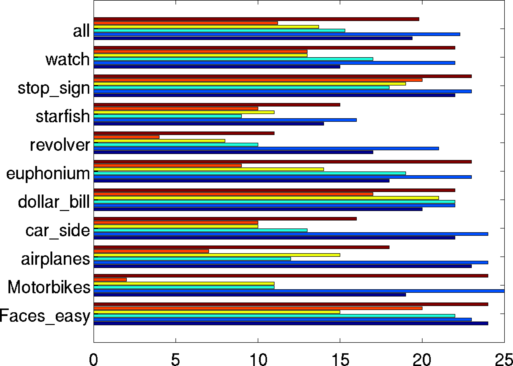 all
watch
stop_sign
starfish
revolver
euphonium
dollar_bill
car_side
airplanes
Motorbikes
Faces_easy
0 5 10 15 20 25